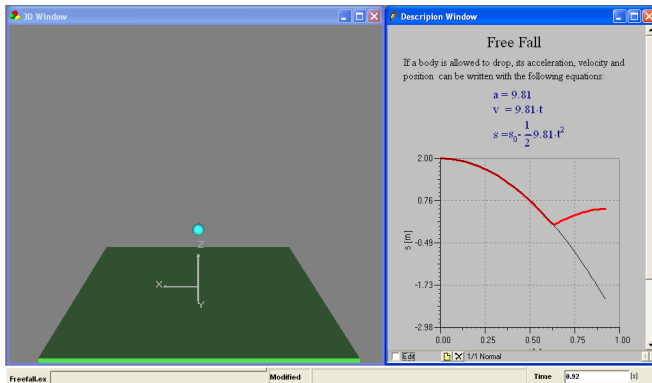 3D Window
Z
X
Y
Descripion Window
Free Fall
If a body is allowed to drop, its acceleration, velocity and
position can be written with the following equations:
a = 9.81
v = 9.81·t
s =s₀-1/2·9.81·t²
2.00
0.76
-0.49
-1.73
-2.98
s [m]
0.00 0.25 0.50 0.75 1.00
Edit 1/1 Normal
FreefalLex Modified Time 0.92 (s)